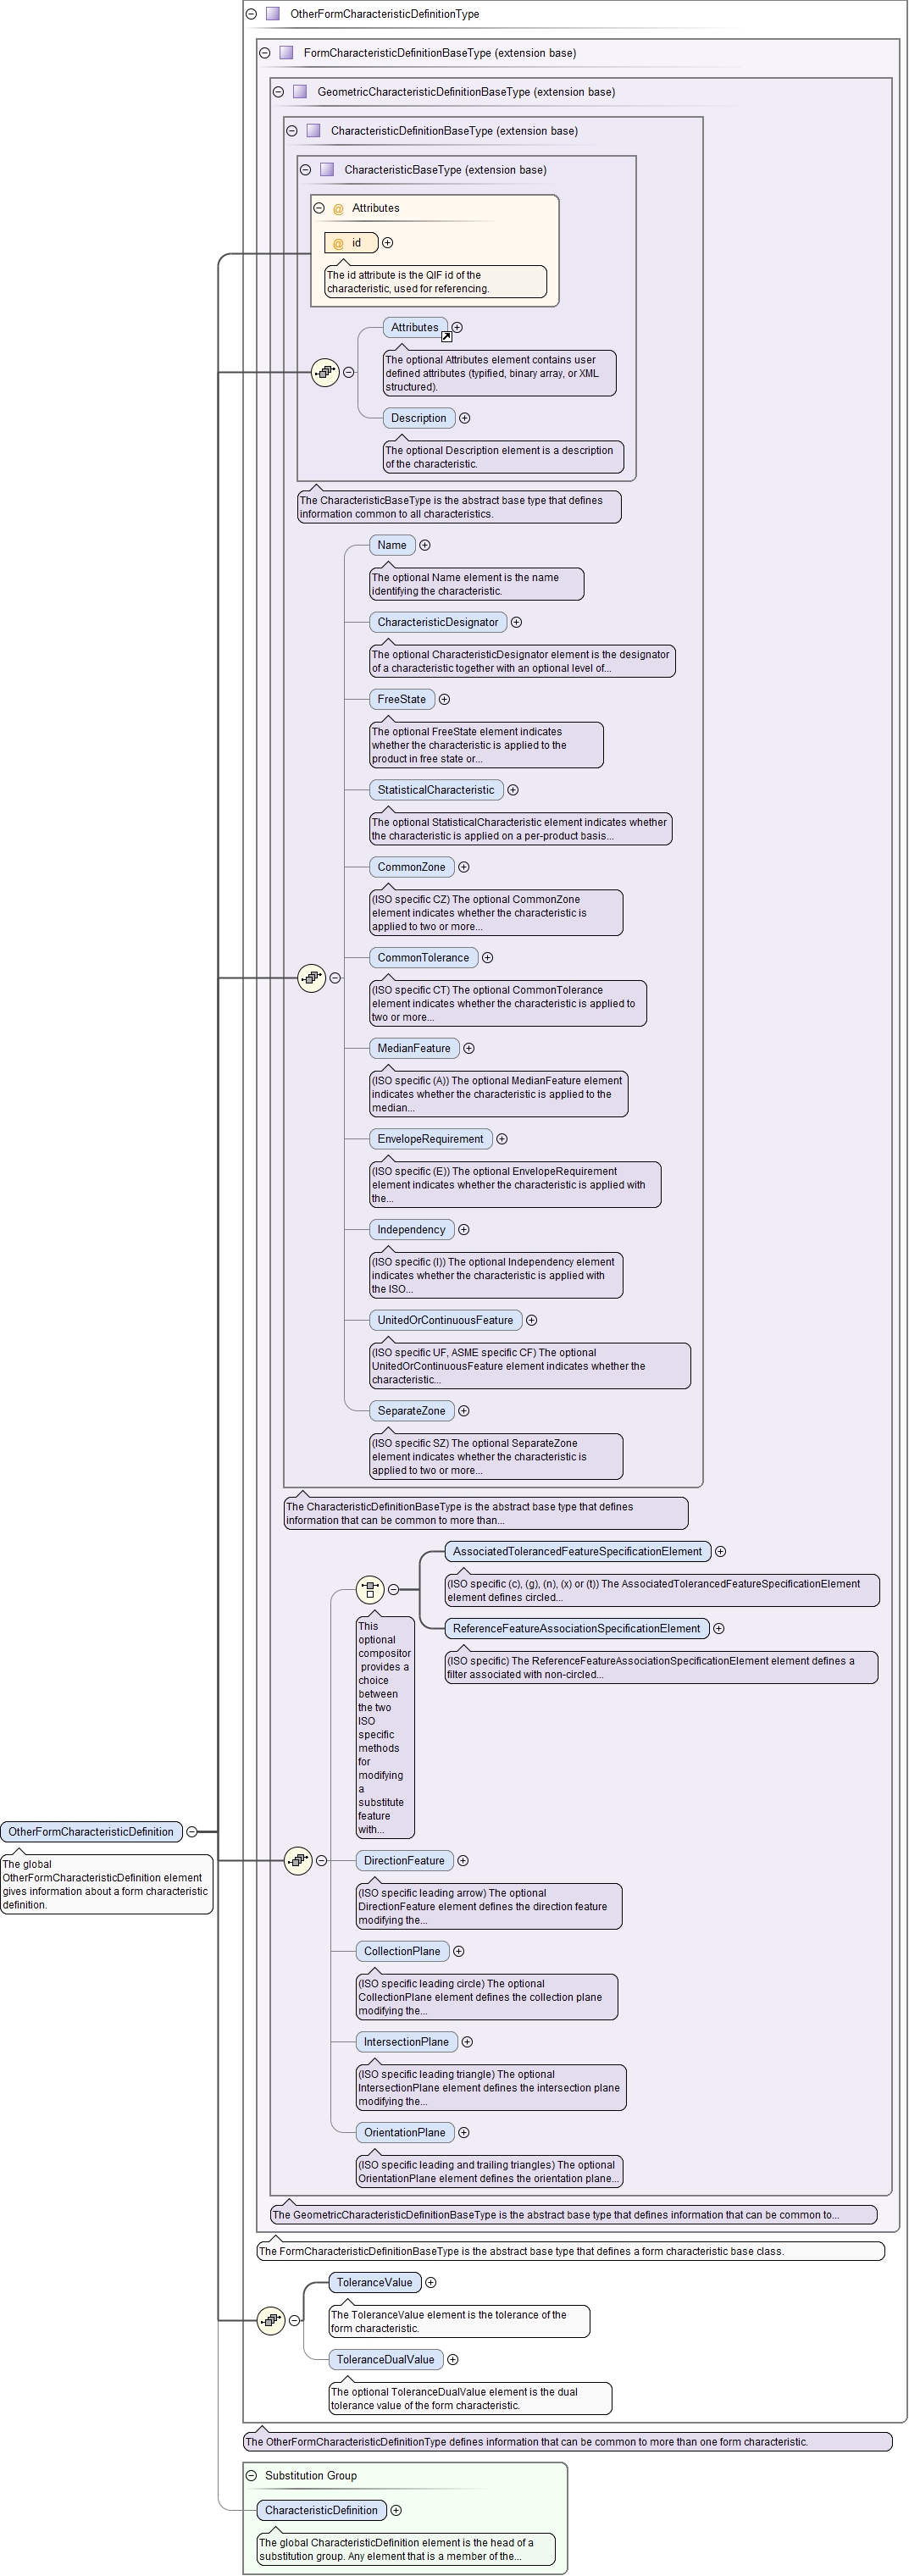 OtherFormCharacteristicDefinitionType
FormCharacteristicDefinitionBaseType (extension base)
GeometricCharacteristicDefinitionBaseType (extension base)
CharacteristicDefinitionBaseType (extension base)
CharacteristicBaseType (extension base)
@ Attributes
@ id
The id attribute is the QIF id of the
characteristic, used for referencing.
Attributes
The optional Attributes element contains user
defined attributes (typified, binary array, or XML
structured).
Description
The optional Description element is a description
of the characteristic.
The CharacteristicBaseType is the abstract base type that defines
information common to all characteristics.
Name
The optional Name element is the name
identifying the characteristic.
CharacteristicDesignator
The optional CharacteristicDesignator element is the designator
of a characteristic together with an optional level of...
FreeState
The optional FreeState element indicates
whether the characteristic is applied to the
product in free state or...
StatisticalCharacteristic
The optional StatisticalCharacteristic element indicates whether
the characteristic is applied on a per-product basis...
CommonZone
(ISO specific CZ) The optional CommonZone
element indicates whether the characteristic is
applied to two or more...
CommonTolerance
(ISO specific CT) The optional CommonTolerance
element indicates whether the characteristic is applied to
two or more...
MedianFeature
(ISO specific (A)) The optional MedianFeature element
indicates whether the characteristic is applied to the
median...
EnvelopeRequirement
(ISO specific (E)) The optional EnvelopeRequirement
element indicates whether the characteristic is applied with
the...
Independency
(ISO specific (I)) The optional Independency element
indicates whether the characteristic is applied with
the ISO...
UnitedOrContinuousFeature
(ISO specific UF, ASME specific CF) The optional
UnitedOrContinuousFeature element indicates whether the
characteristic...
SeparateZone
(ISO specific SZ) The optional SeparateZone
element indicates whether the characteristic is
applied to two or more...
The CharacteristicDefinitionBaseType is the abstract base type that defines
information that can be common to more than...
AssociatedTolerancedFeatureSpecificationElement
(ISO specific (c), (g), (n), (x) or (t)) The AssociatedTolerancedFeatureSpecificationElement
element defines circled...
ReferenceFeatureAssociationSpecificationElement
(ISO specific) The ReferenceFeatureAssociationSpecificationElement element defines a
filter associated with non-circled...
This
optional
compositor
provides a
choice
between
the two
ISO
specific
methods
for
modifying
a
substitute
feature
with...
OtherFormCharacteristicDefinition
The global
OtherFormCharacteristicDefinition element
gives information about a form characteristic
definition.
DirectionFeature
(ISO specific leading arrow) The optional
DirectionFeature element defines the direction feature
modifying the...
CollectionPlane
(ISO specific leading circle) The optional
CollectionPlane element defines the collection plane
modifying the...
IntersectionPlane
(ISO specific leading triangle) The optional
IntersectionPlane element defines the intersection plane
modifying the...
OrientationPlane
(ISO specific leading and trailing triangles) The optional
OrientationPlane element defines the orientation plane...
The GeometricCharacteristicDefinitionBaseType is the abstract base type that defines information that can be common to...
The FormCharacteristicDefinitionBaseType is the abstract base type that defines a form characteristic base class.
ToleranceValue
The ToleranceValue element is the tolerance of the
form characteristic.
ToleranceDualValue
The optional ToleranceDualValue element is the dual
tolerance value of the form characteristic.
The OtherFormCharacteristicDefinitionType defines information that can be common to more than one form characteristic.
Substitution Group
CharacteristicDefinition
The global CharacteristicDefinition element is the head of a
substitution group. Any element that is a member of the...